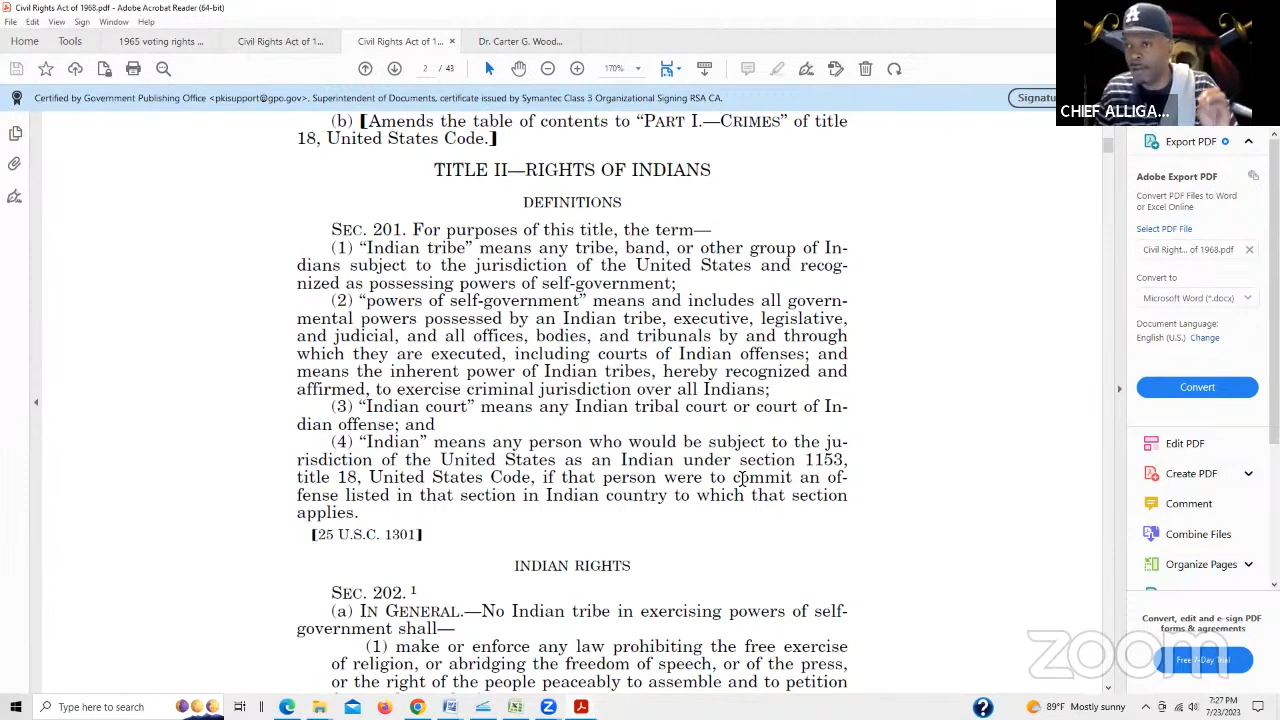 Civil Rights Act of 1968.pdf - Adobe Acrobat Reader (64-bit)
File Edit View Sign Window Help
Home Tools 1965 voting rights ... Civil Rights Act of 1... Civil Rights Act of 1... × Dr. Carter G. Wood...
2 / 43 170%
Certified by Government Publishing Office <pkisupport@gpo.gov>, Superintendent of Documents, certificate issued by Symantec Class 3 Organizational Signing RSA CA.
Signatu
CHIEF ALLIGA...
(b) [Amends the table of contents to “PART I.—CRIMES” of title
18, United States Code.]
TITLE II—RIGHTS OF INDIANS
DEFINITIONS
SEC. 201. For purposes of this title, the term—
(1) “Indian tribe” means any tribe, band, or other group of In-
dians subject to the jurisdiction of the United States and recog-
nized as possessing powers of self-government;
(2) “powers of self-government” means and includes all govern-
mental powers possessed by an Indian tribe, executive, legislative,
and judicial, and all offices, bodies, and tribunals by and through
which they are executed, including courts of Indian offenses; and
means the inherent power of Indian tribes, hereby recognized and
affirmed, to exercise criminal jurisdiction over all Indians;
(3) “Indian court” means any Indian tribal court or court of In-
dian offense; and
(4) “Indian” means any person who would be subject to the ju-
risdiction of the United States as an Indian under section 1153,
title 18, United States Code, if that person were to commit an of-
fense listed in that section in Indian country to which that section
applies.
[25 U.S.C. 1301]
INDIAN RIGHTS
SEC. 202. 1
(a) IN GENERAL.—No Indian tribe in exercising powers of self-
government shall—
(1) make or enforce any law prohibiting the free exercise
of religion, or abridging the freedom of speech, or of the press,
or the right of the people peaceably to assemble and to petition
Export PDF
Adobe Export PDF
Convert PDF Files to Word
or Excel Online
Select PDF File
Civil Right... of 1968.pdf ×
Convert to
Microsoft Word (*.docx)
Document Language:
English (U.S.) Change
Convert
Edit PDF
Create PDF
Comment
Combine Files
Organize Pages
Convert, edit and e-sign PDF
forms & agreements
Free 7-Day Trial
zoom
Type here to search
89°F Mostly sunny
7:27 PM
7/23/2023